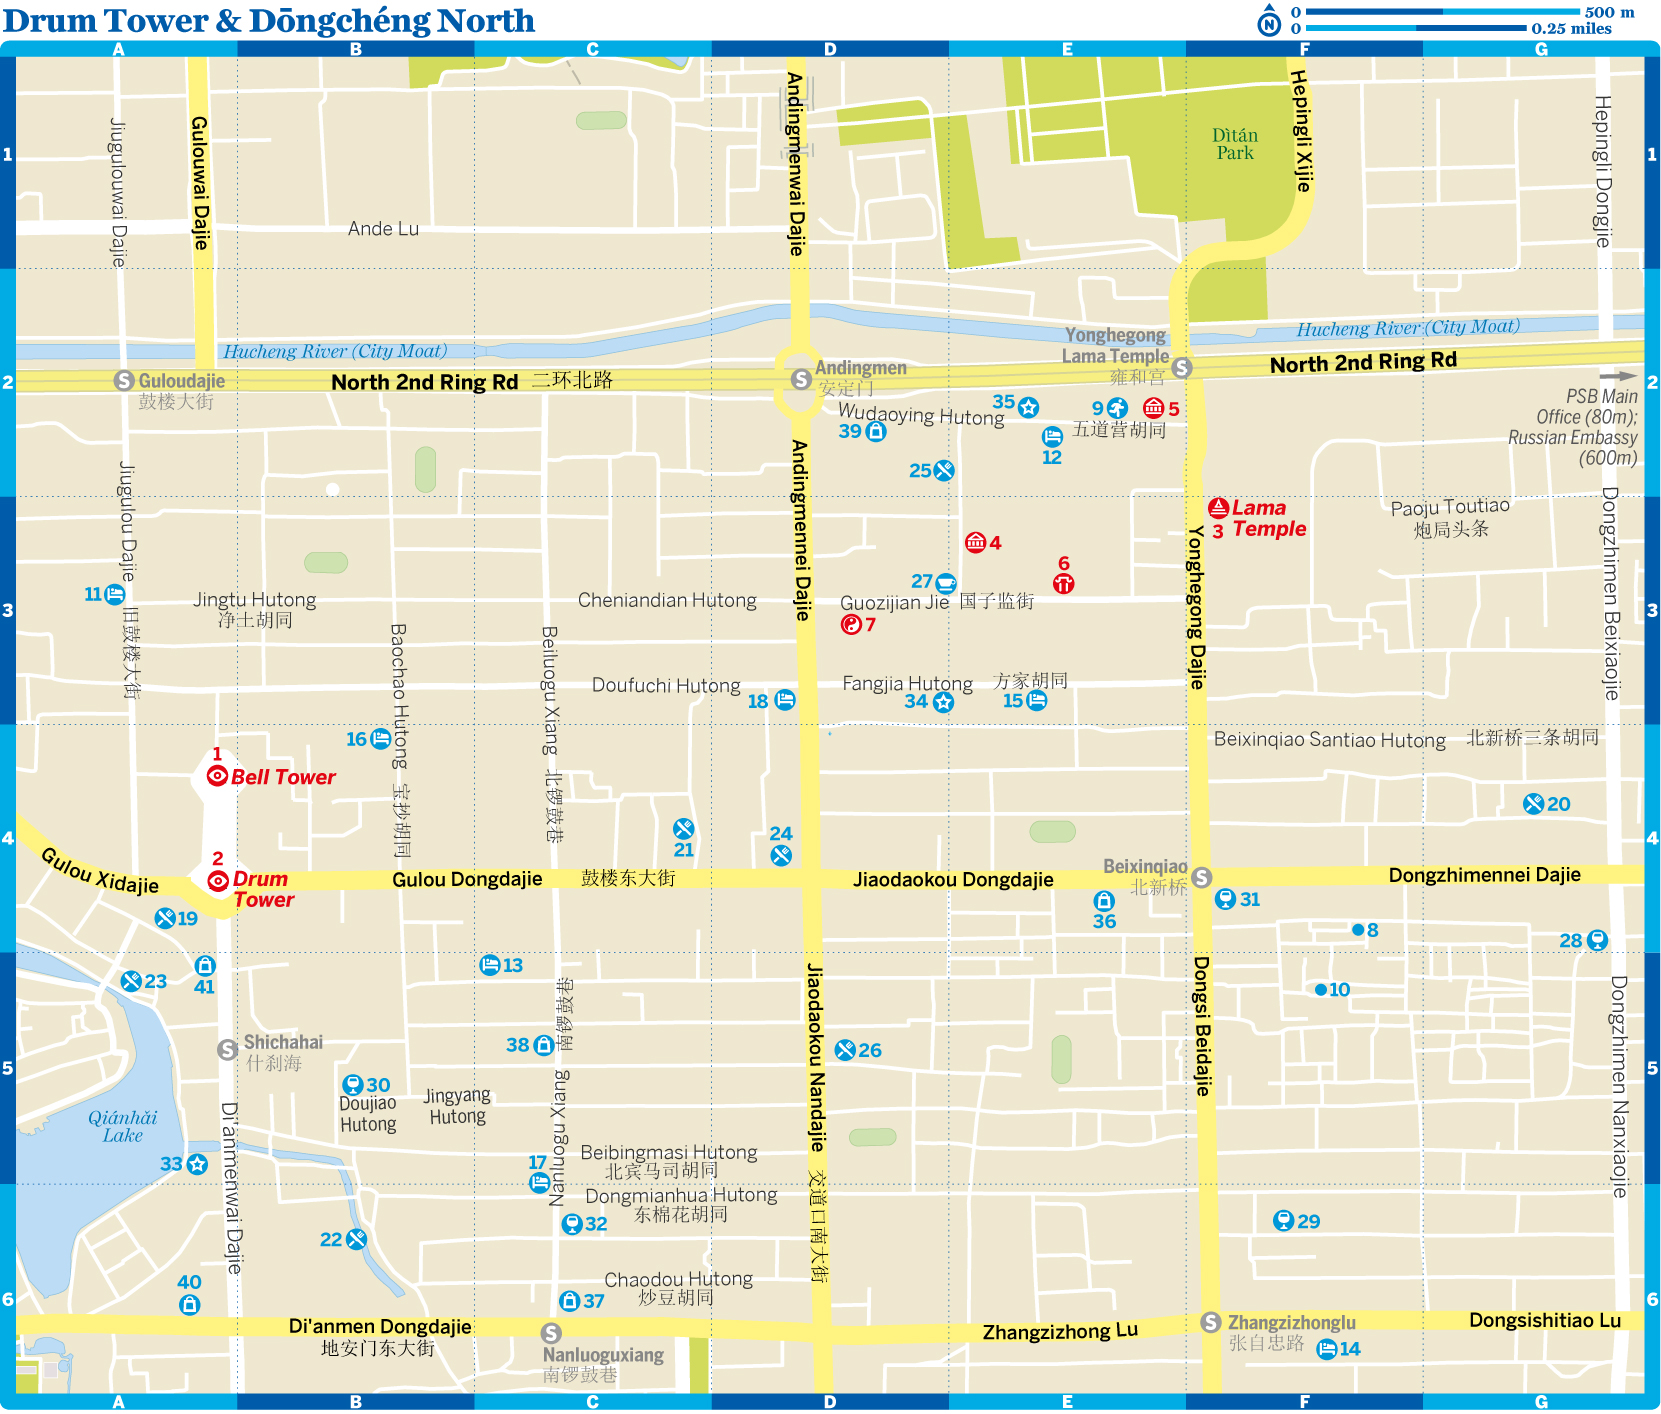 Drum Tower & Dōngchéng North
N
0 500 m
0 0.25 miles
A B C D E F G
1
Jiugulouwai Dajie
Gulouwai Dajie
Ande Lu
Andingmenwai Dajie
Dìtán
Park
Hepingli Xijie
Hepingli Dongjie
1
Hucheng River (City Moat)
Hucheng River (City Moat)
2
S Guloudajie
鼓楼大街
North 2nd Ring Rd 二环北路
S Andingmen
安定门
Yonghegong
Lama Temple S
雍和宫
North 2nd Ring Rd
2
PSB Main
Office (80m);
Russian Embassy
(600m)
Wudaoying Hutong
五道营胡同
39
35
9
5
12
25
Jiugulou Dajie 旧鼓楼大街
Andingmennei Dajie
3
Lama
Temple
Paoju Toutiao
炮局头条
Dongzhimen Beixiaojie
4
6
27
11
3
Jingtu Hutong
净土胡同
Cheniandian Hutong
Guozijian Jie 国子监街
7
Yonghegong Dajie
3
Baochao Hutong 宝抄胡同
Beiluogu Xiang 北锣鼓巷
Doufuchi Hutong
18
Fangjia Hutong 方家胡同
34
15
16
Beixinqiao Santiao Hutong 北新桥三条胡同
1
Bell Tower
20
4
21
24
4
Gulou Xidajie
2
Drum
Tower
Gulou Dongdajie 鼓楼东大街
Jiaodaokou Dongdajie
Beixinqiao
北新桥
S
Dongzhimennei Dajie
19
36
31
8
28
23
41
13
10
Nanluogu Xiang 南锣鼓巷
Jiaodaokou Nandajie 交道口南大街
Dongsi Beidajie
Dongzhimen Nanxiaojie
S Shichahai
什刹海
38
26
5
30
Doujiao
Hutong
Jingyang
Hutong
5
Qiánhǎi
Lake
Di'anmenwai Dajie
33
17
Beibingmasi Hutong
北宾马司胡同
Dongmianhua Hutong
东棉花胡同
32
29
22
40
37
Chaodou Hutong
炒豆胡同
6
6
Di'anmen Dongdajie
地安门东大街
S
Nanluoguxiang
南锣鼓巷
Zhangzizhong Lu
S Zhangzizhonglu
张自忠路
Dongsishitiao Lu
14
A B C D E F G